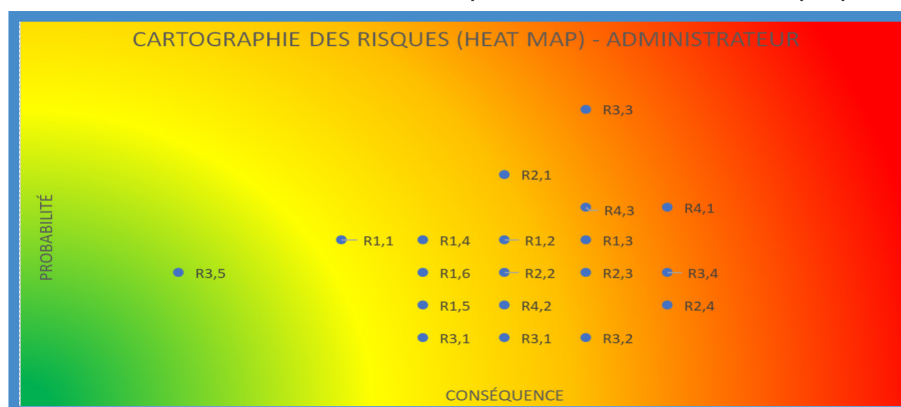 CARTOGRAPHIE DES RISQUES (HEAT MAP) - ADMINISTRATEUR
R3,3
R2,1
R4,3 R4,1
PROBABILITÉ
R1,1 R1,4 R1,2 R1,3
R3,5 R1,6 R2,2 R2,3 R3,4
R1,5 R4,2 R2,4
R3,1 R3,1 R3,2
CONSÉQUENCE